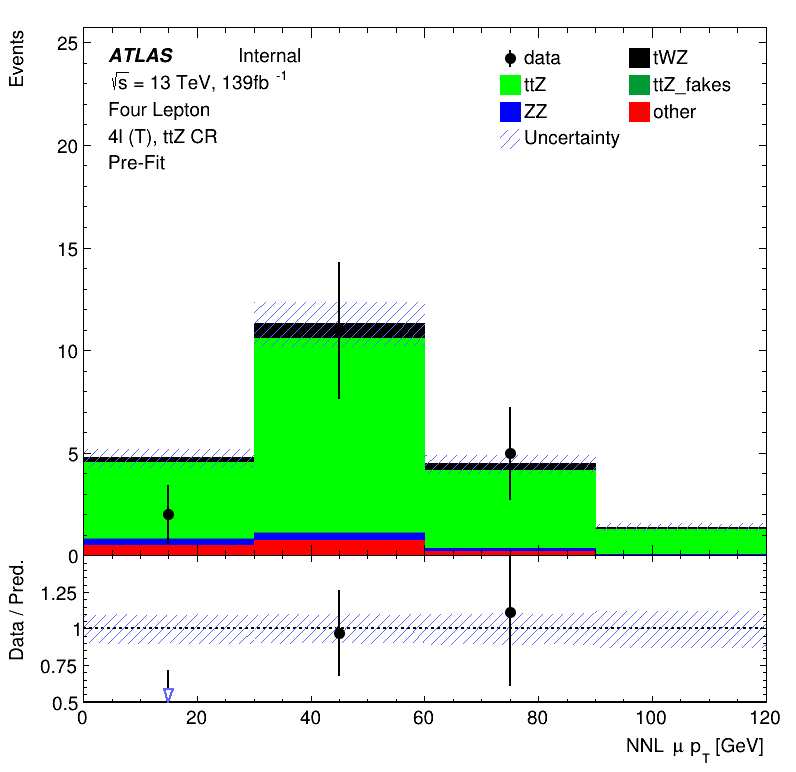 Events
25
20
15
10
5
0
ATLAS Internal
√s = 13 TeV, 139fb -1
Four Lepton
4l (T), ttZ CR
Pre-Fit
data
tWZ
ttZ
ttZ_fakes
ZZ
other
Uncertainty
Data / Pred.
1.25
1
0.75
0.5
0 20 40 60 80 100 120
NNL μ pT [GeV]